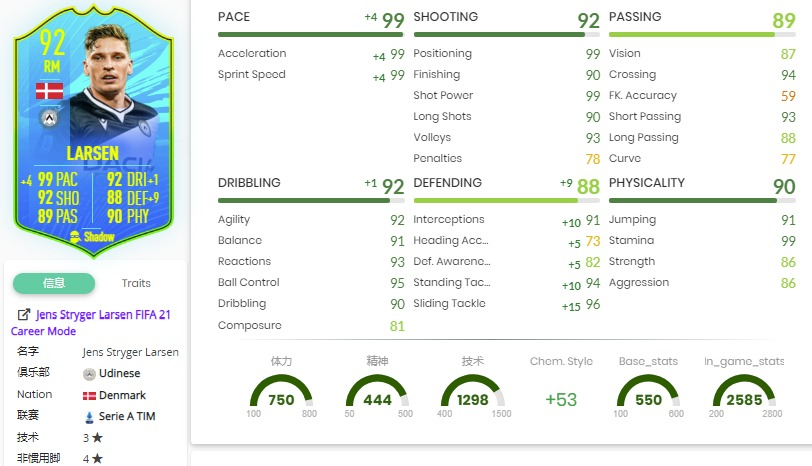 92
RM
LARSEN
+4 99 PAC 92 DRI+1
92 SHO 88 DEF+9
89 PAS 90 PHY
Shadow
信息 Traits
Jens Stryger Larsen FIFA 21
Career Mode
名字 Jens Stryger Larsen
俱乐部 Udinese
Nation Denmark
联赛 Serie A TIM
技术 3 ★
非惯用脚 4 ★
PACE +4 99
Acceleration +4 99
Sprint Speed +4 99
SHOOTING 92
Positioning 99
Finishing 90
Shot Power 99
Long Shots 90
Volleys 93
Penalties 78
PASSING 89
Vision 87
Crossing 94
FK. Accuracy 59
Short Passing 93
Long Passing 88
Curve 77
DRIBBLING +1 92
Agility 92
Balance 91
Reactions 93
Ball Control 95
Dribbling 90
Composure 81
DEFENDING +9 88
Interceptions +10 91
Heading Acc... +5 73
Def. Awarene... +5 82
Standing Tac... +10 94
Sliding Tackle +15 96
PHYSICALITY 90
Jumping 91
Stamina 99
Strength 86
Aggression 86
体力 精神 技术 Chem. Style Base_stats In_game_stats
750 444 1298 +53 550 2585
100 800 50 500 400 1500 100 600 200 2800